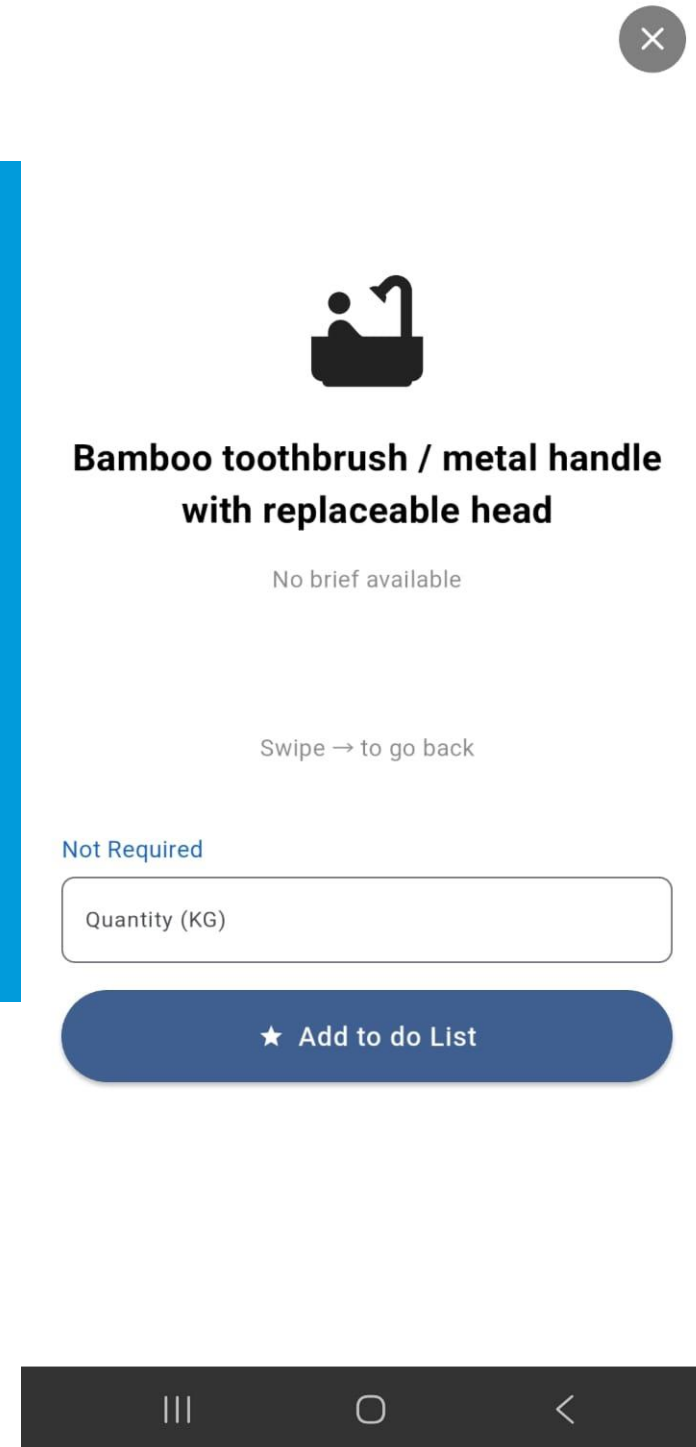 Bamboo toothbrush / metal handle
with replaceable head
No brief available
Swipe → to go back
Not Required
Quantity (KG)
★ Add to do List